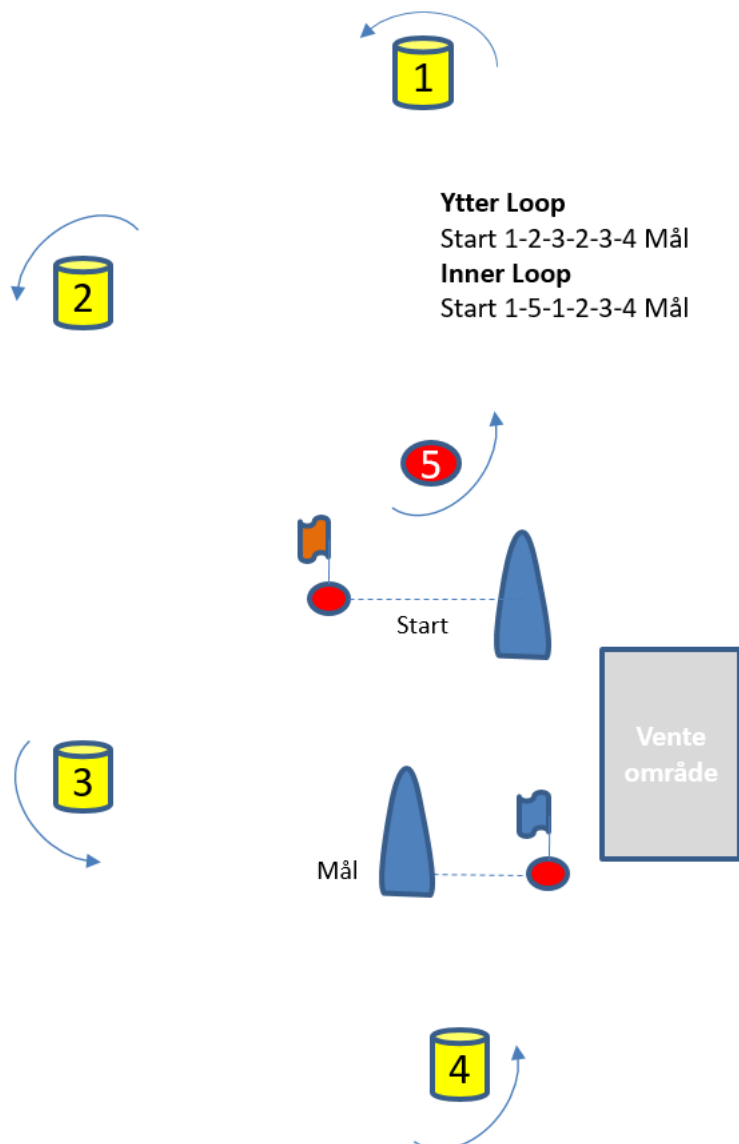 1
Ytter Loop
Start 1-2-3-2-3-4 Mål
Inner Loop
Start 1-5-1-2-3-4 Mål
2
5
Start
Vente
område
3
Mål
4